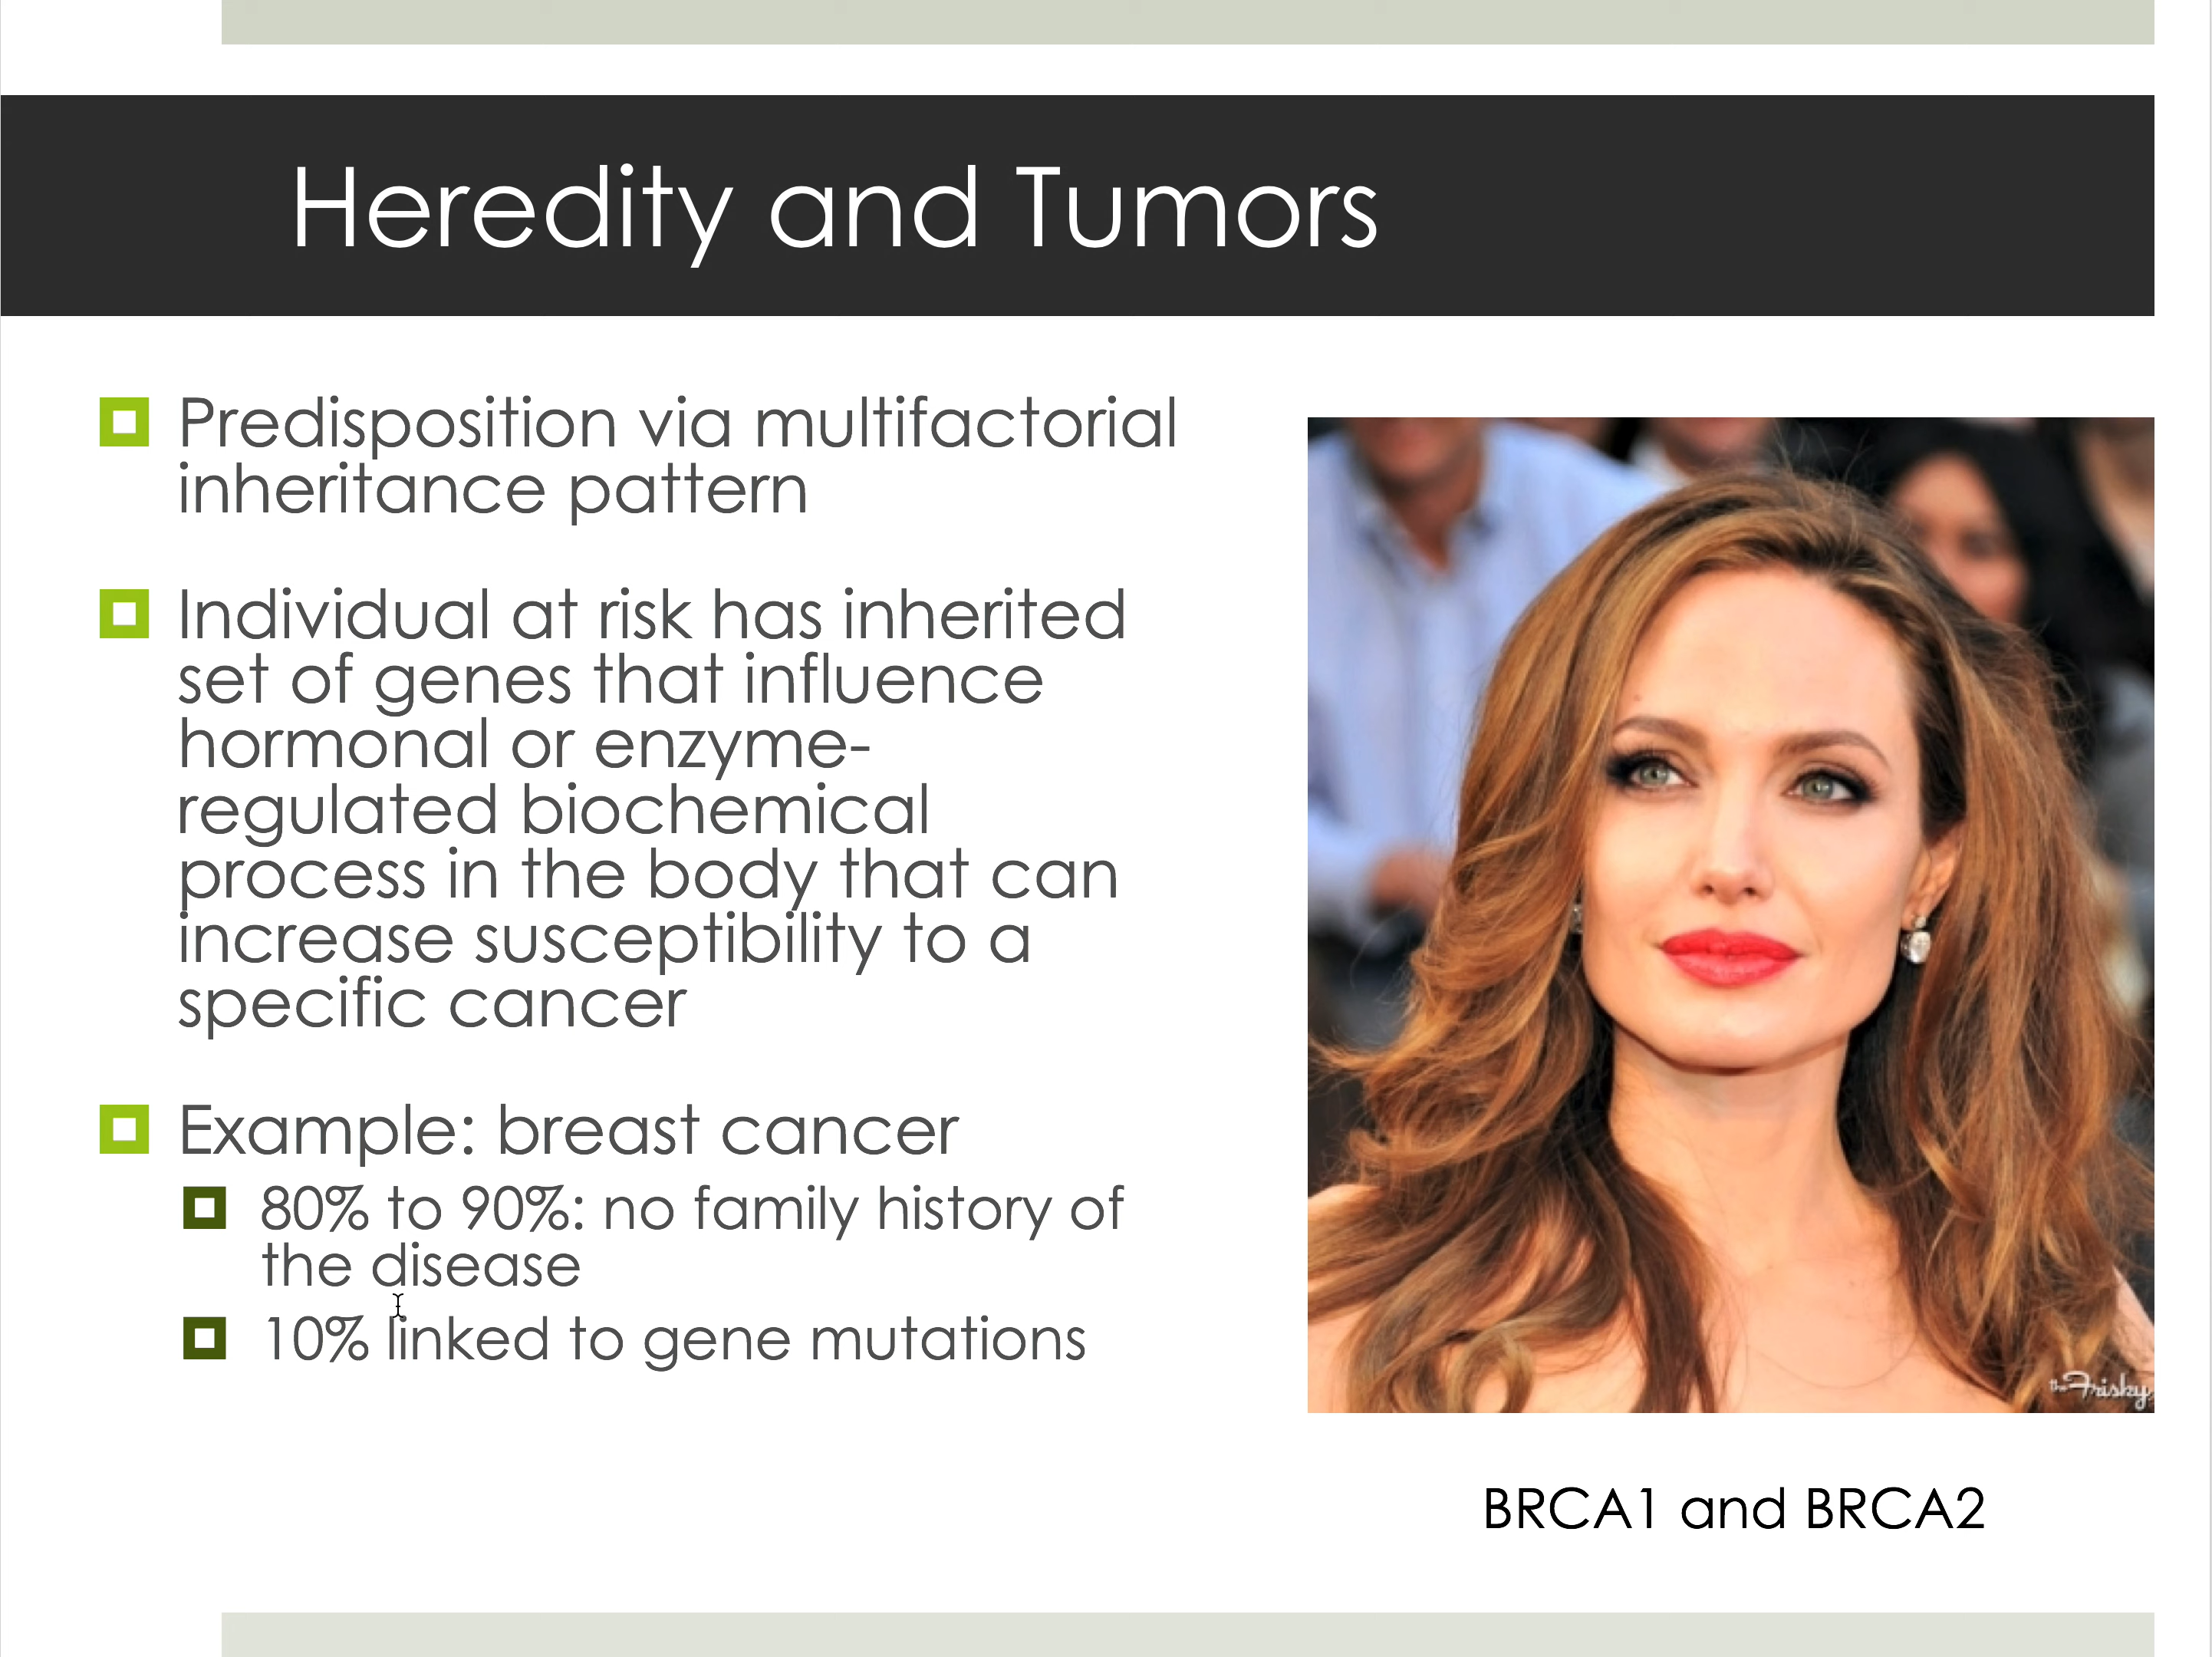 Heredity and Tumors
Predisposition via multifactorial
inheritance pattern
Individual at risk has inherited
set of genes that influence
hormonal or enzyme-
regulated biochemical
process in the body that can
increase susceptibility to a
specific cancer
Example: breast cancer
80% to 90%: no family history of
the disease
10% linked to gene mutations
the Frisky
BRCA1 and BRCA2